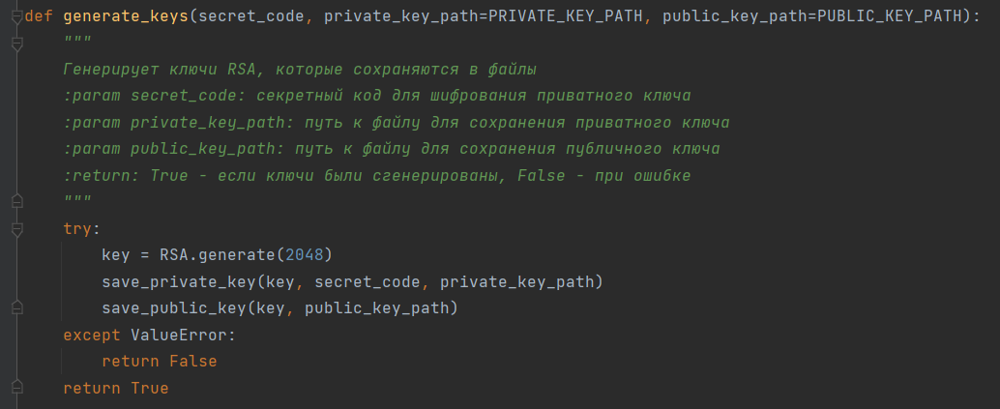 def generate_keys(secret_code, private_key_path=PRIVATE_KEY_PATH, public_key_path=PUBLIC_KEY_PATH):
    """
    Генерирует ключи RSA, которые сохраняются в файлы
    :param secret_code: секретный код для шифрования приватного ключа
    :param private_key_path: путь к файлу для сохранения приватного ключа
    :param public_key_path: путь к файлу для сохранения публичного ключа
    :return: True - если ключи были сгенерированы, False - при ошибке
    """
    try:
        key = RSA.generate(2048)
        save_private_key(key, secret_code, private_key_path)
        save_public_key(key, public_key_path)
    except ValueError:
        return False
    return True